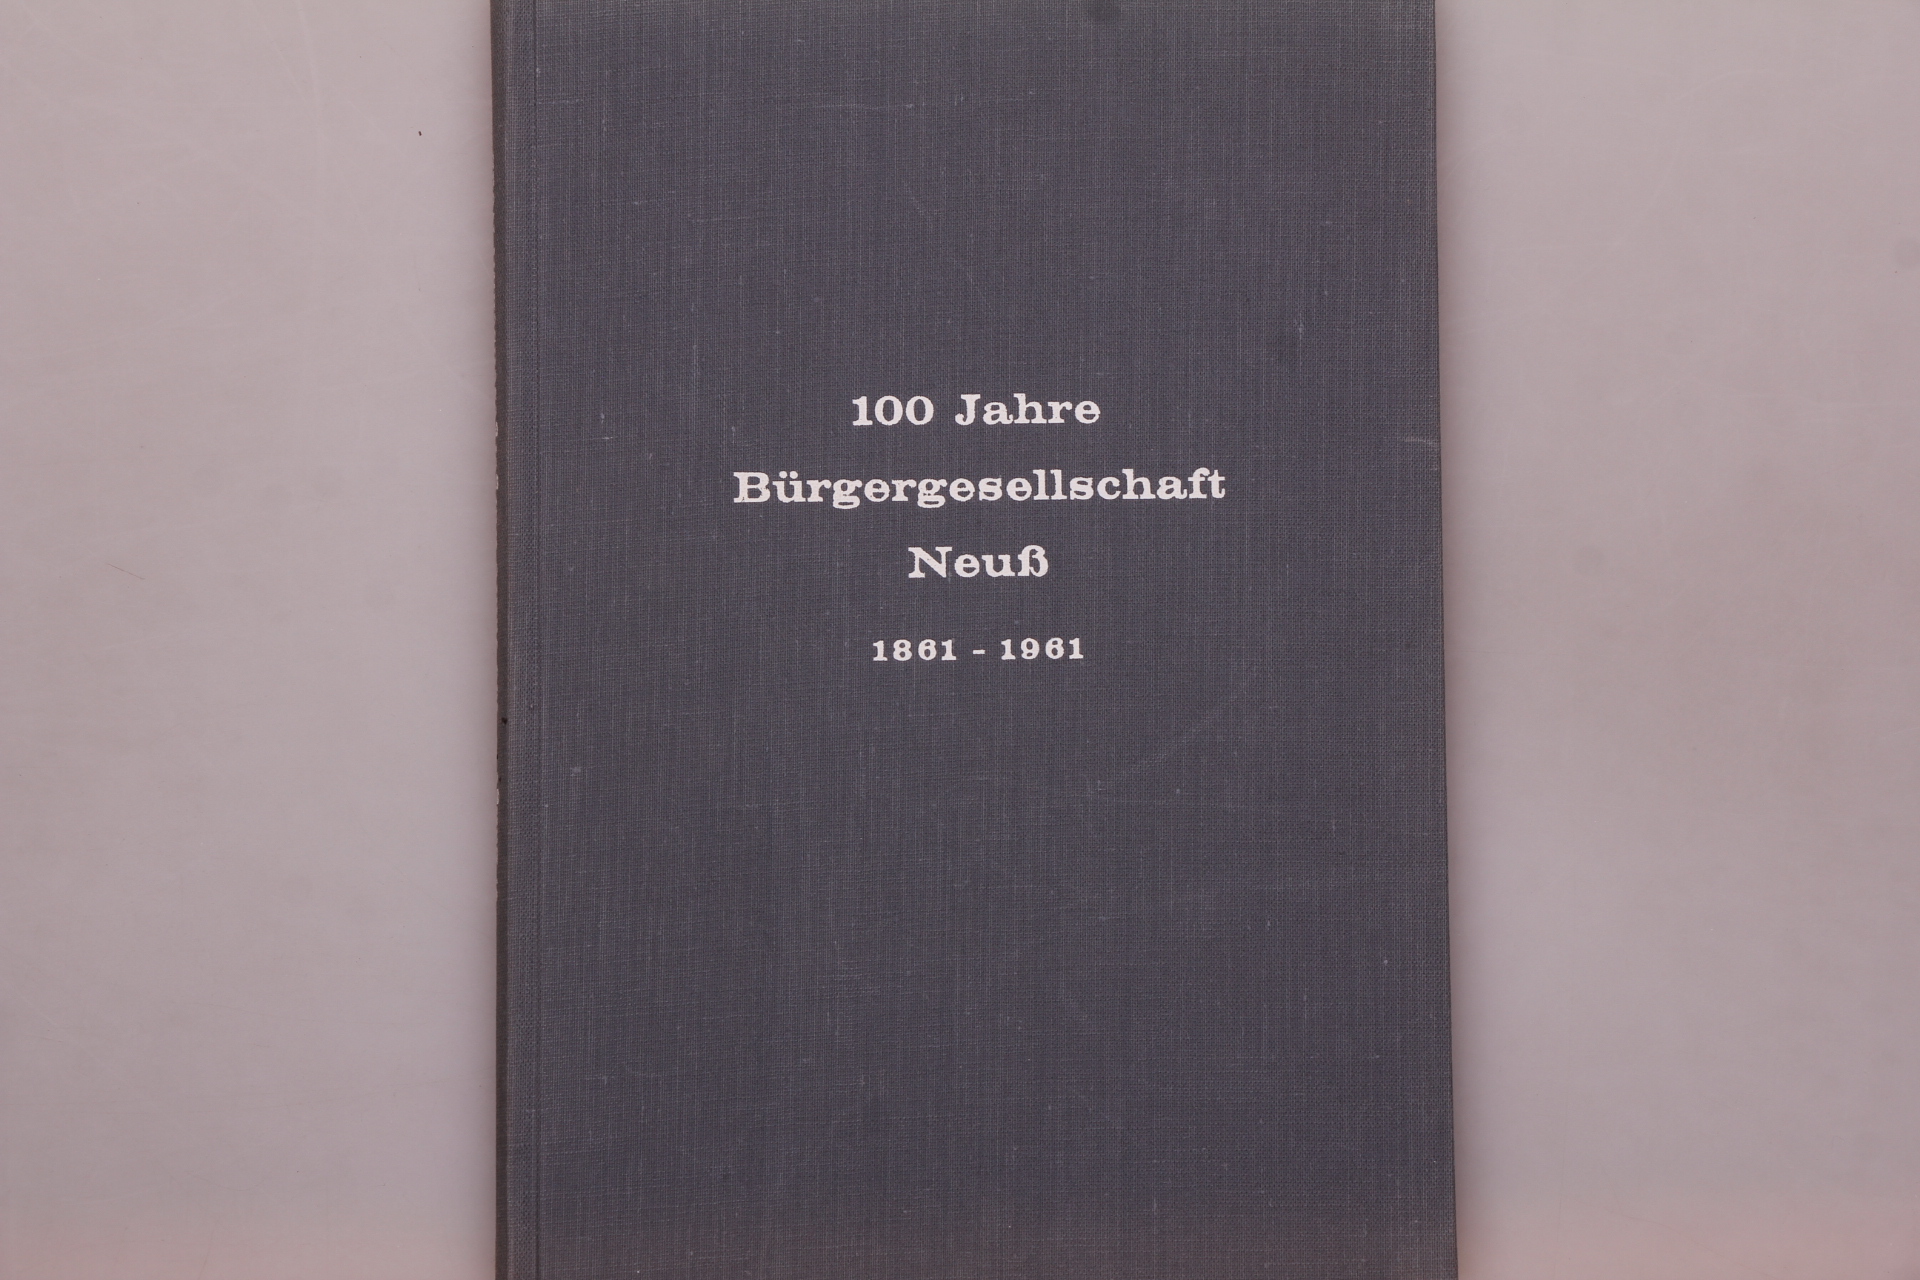 100 Jahre
Bürgergesellschaft
Neuß
1861 - 1961